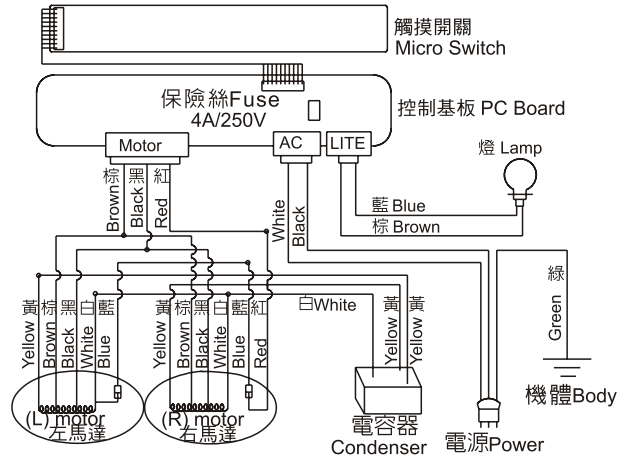 觸摸開關
Micro Switch
保險絲Fuse
4A/250V
控制基板 PC Board
Motor
AC
LITE
燈 Lamp
棕 Brown
黑 Black
紅 Red
White
Black
藍 Blue
棕 Brown
綠 Green
黃 Yellow
棕 Brown
黑 Black
白 White
藍 Blue
黃 Yellow
棕 Brown
黑 Black
白 White
藍 Blue
紅 Red
白White
黃 Yellow
黃 Yellow
(L) motor
左馬達
(R) motor
右馬達
電容器
Condenser
電源Power
機體Body